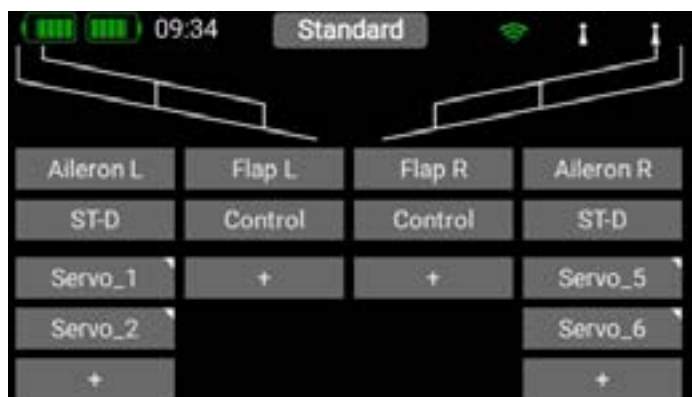 09:34 Standard
Aileron L Flap L Flap R Aileron R
ST-D Control Control ST-D
Servo_1 + + Servo_5
Servo_2 Servo_6
+ +